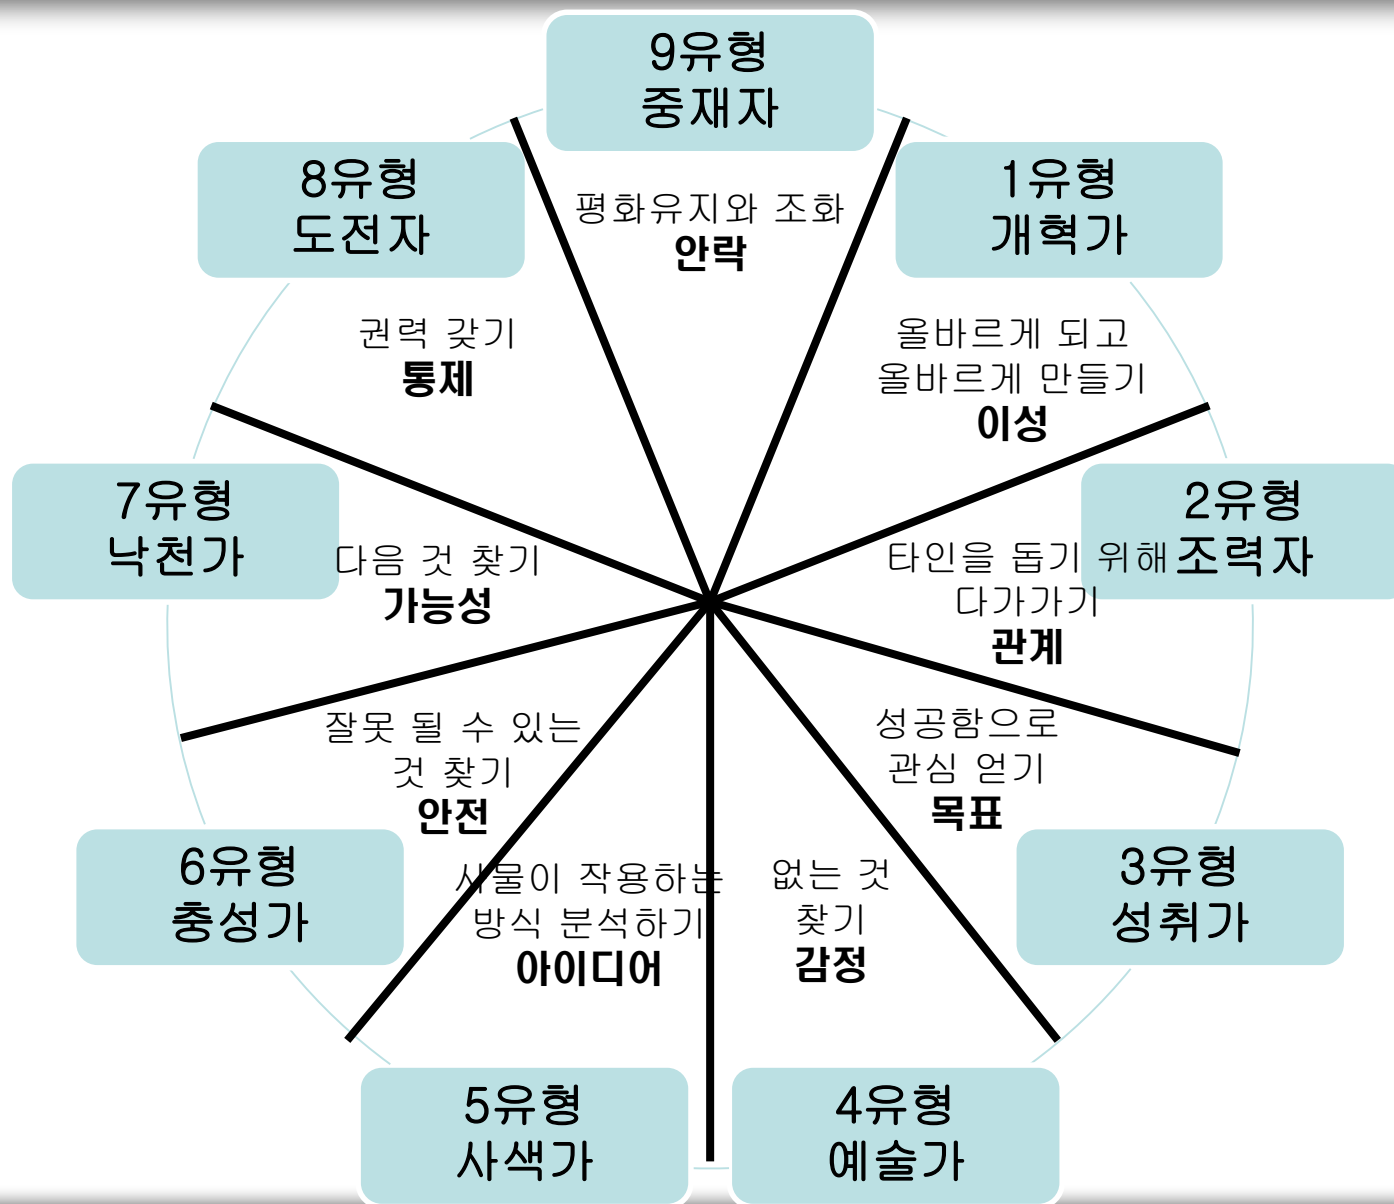 9유형
중재자
평화유지와 조화
안락
1유형
개혁가
올바르게 되고
올바르게 만들기
이성
2유형
조력자
타인을 돕기 위해
다가가기
관계
3유형
성취가
성공함으로
관심 얻기
목표
4유형
예술가
없는 것
찾기
감정
5유형
사색가
사물이 작용하는
방식 분석하기
아이디어
6유형
충성가
잘못 될 수 있는
것 찾기
안전
7유형
낙천가
다음 것 찾기
가능성
8유형
도전자
권력 갖기
통제